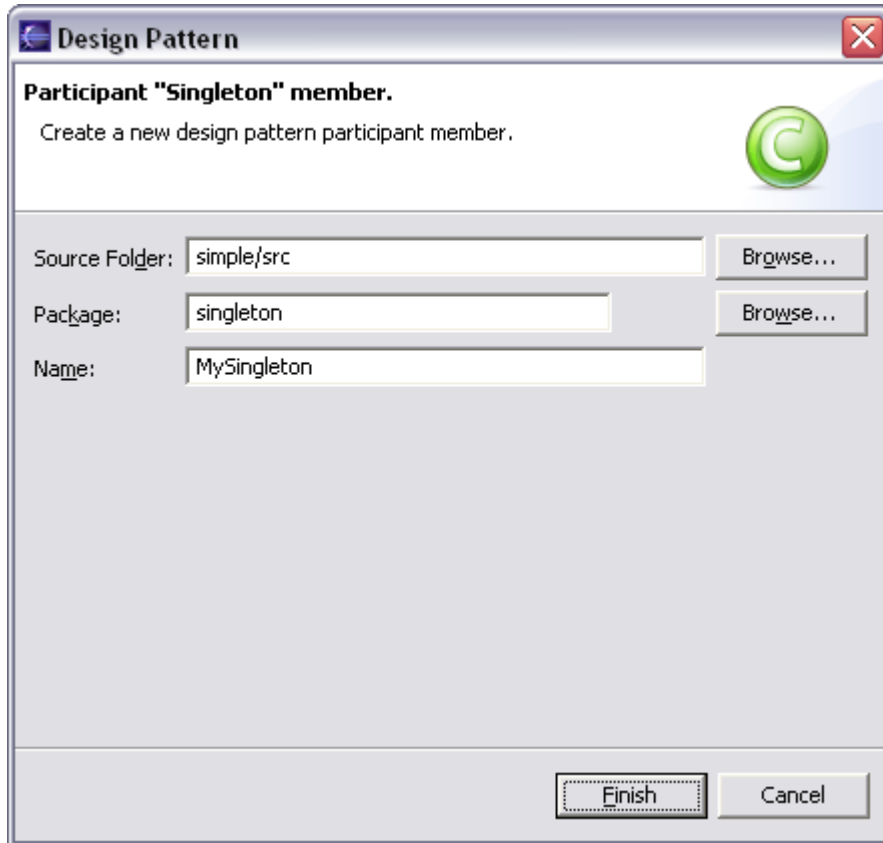 Design Pattern
Participant "Singleton" member.
Create a new design pattern participant member.
C
Source Folder: simple/src Browse...
Package: singleton Browse...
Name: MySingleton
Finish Cancel